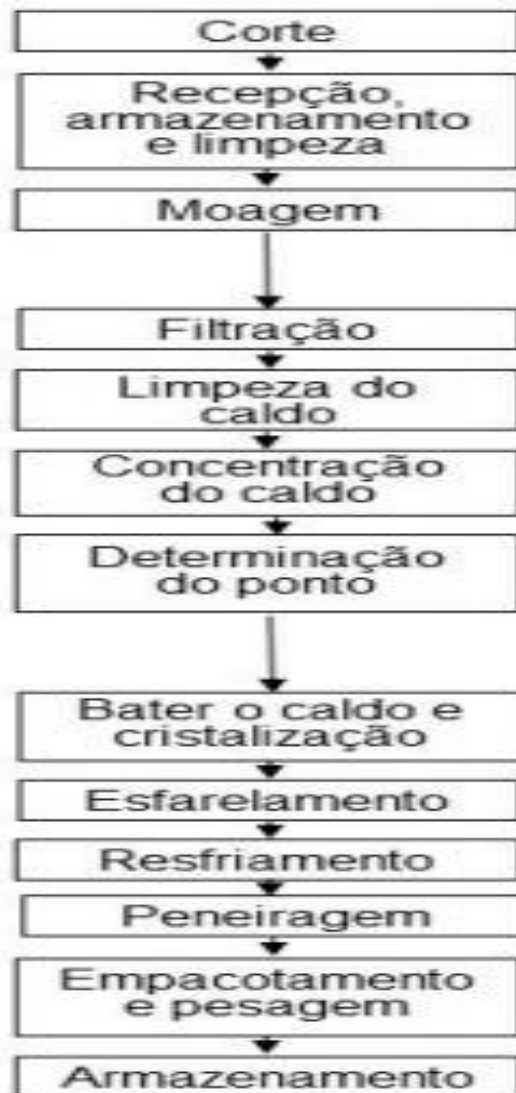 Corte
Recepção,
armazenamento
e limpeza
Moagem
Filtração
Limpeza do
caldo
Concentração
do caldo
Determinação
do ponto
Bater o caldo e
cristalização
Esfarelamento
Resfriamento
Peneiragem
Empacotamento
e pesagem
Armazenamento